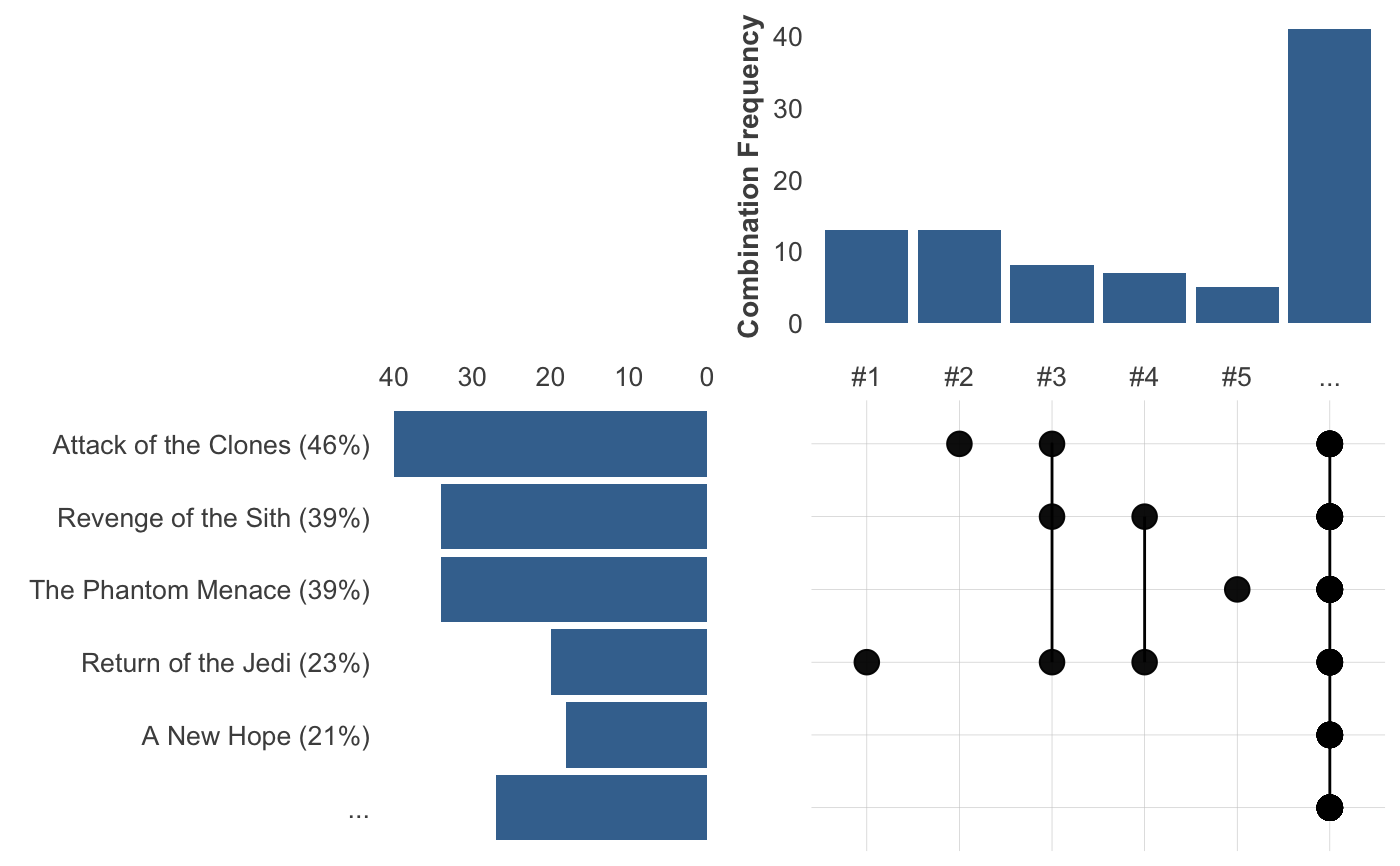 Combination Frequency
40
30
20
10
0
40 30 20 10 0
#1 #2 #3 #4 #5 ...
Attack of the Clones (46%)
Revenge of the Sith (39%)
The Phantom Menace (39%)
Return of the Jedi (23%)
A New Hope (21%)
...